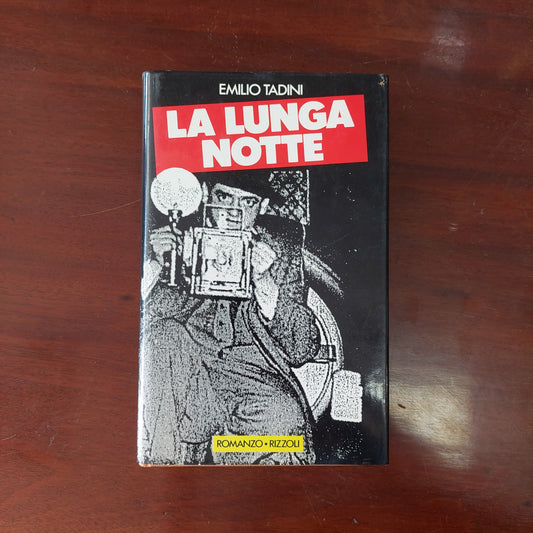 EMILIO TADINI
LA LUNGA
NOTTE
ROMANZO • RIZZOLI